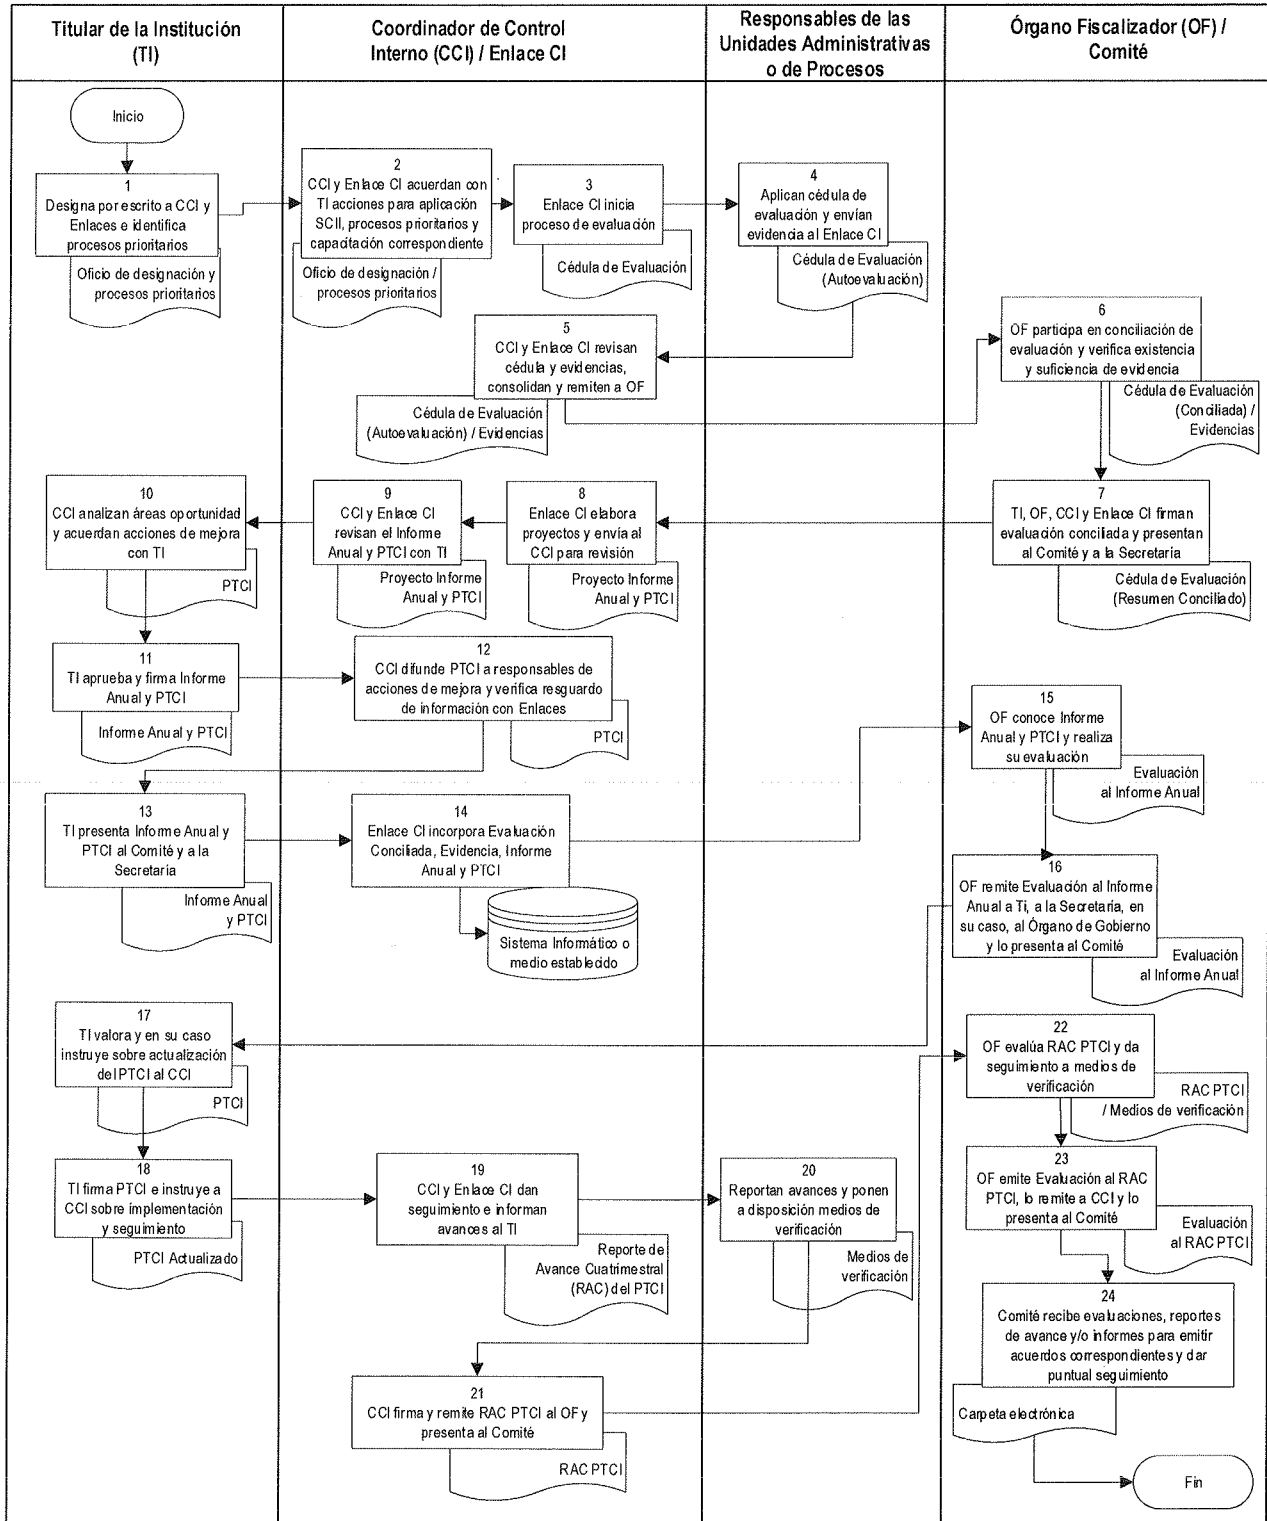 Titular de la Institución
(TI)
Coordinador de Control
Interno (CCI) / Enlace CI
Responsables de las
Unidades Administrativas
o de Procesos
Órgano Fiscalizador (OF) /
Comité
Inicio
1
Designa por escrito a CCI y
Enlaces e identifica
procesos prioritarios
Oficio de designación y
procesos prioritarios
2
CCI y Enlace CI acuerdan con
TI acciones para aplicación
SCII, procesos prioritarios y
capacitación correspondiente
Oficio de designación /
procesos prioritarios
3
Enlace CI inicia
proceso de evaluación
Cédula de Evaluación
4
Aplican cédula de
evaluación y envían
evidencia al Enlace CI
Cédula de Evaluación
(Autoevaluación)
5
CCI y Enlace CI revisan
cédula y evidencias,
consolidan y remiten a OF
Cédula de Evaluación
(Autoevaluación) / Evidencias
6
OF participa en conciliación de
evaluación y verifica existencia
y suficiencia de evidencia
Cédula de Evaluación
(Conciliada) /
Evidencias
7
TI, OF, CCI y Enlace CI firman
evaluación conciliada y presentan
al Comité y a la Secretaría
Cédula de Evaluación
(Resumen Conciliado)
8
Enlace CI elabora
proyectos y envía al
CCI para revisión
Proyecto Informe
Anual y PTCI
9
CCI y Enlace CI
revisan el Informe
Anual y PTCI con TI
Proyecto Informe
Anual y PTCI
10
CCI analizan áreas oportunidad
y acuerdan acciones de mejora
con TI
PTCI
11
TI aprueba y firma Informe
Anual y PTCI
Informe Anual y PTCI
12
CCI difunde PTCI a responsables de
acciones de mejora y verifica resguardo
de información con Enlaces
PTCI
13
TI presenta Informe Anual y
PTCI al Comité y a la
Secretaría
Informe Anual
y PTCI
14
Enlace CI incorpora Evaluación
Conciliada, Evidencia, Informe
Anual y PTCI
Sistema Informático o
medio establecido
15
OF conoce Informe
Anual y PTCI y realiza
su evaluación
Evaluación
al Informe Anual
16
OF remite Evaluación al Informe
Anual a Ti, a la Secretaría, en
su caso, al Órgano de Gobierno
y lo presenta al Comité
Evaluación
al Informe Anual
17
TI valora y en su caso
instruye sobre actualización
del PTCI al CCI
PTCI
18
TI firma PTCI e instruye a
CCI sobre implementación
y seguimiento
PTCI Actualizado
19
CCI y Enlace CI dan
seguimiento e informan
avances al TI
Reporte de
Avance Cuatrimestral
(RAC) del PTCI
20
Reportan avances y ponen
a disposición medios de
verificación
Medios de
verificación
21
CCI firma y remite RAC PTCI al OF y
presenta al Comité
RAC PTCI
22
OF evalúa RAC PTCI y da
seguimiento a medios de
verificación
RAC PTCI
/ Medios de verificación
23
OF emite Evaluación al RAC
PTCI, lo remite a CCI y lo
presenta al Comité
Evaluación
al RAC PTCI
24
Comité recibe evaluaciones, reportes
de avance y/o informes para emitir
acuerdos correspondientes y dar
puntual seguimiento
Carpeta electrónica
Fin